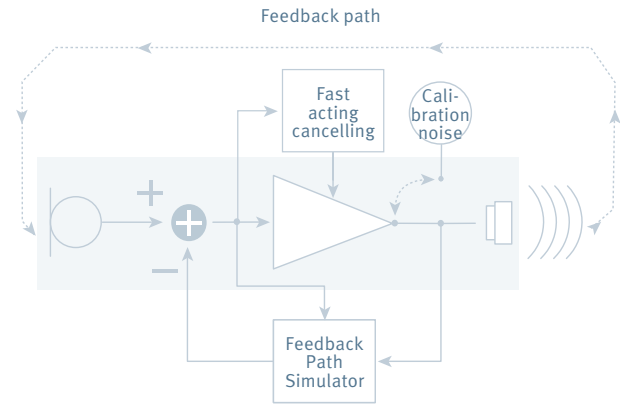 Feedback path
Fast
acting
cancelling
Cali-
bration
noise
+
+
−
Feedback
Path
Simulator